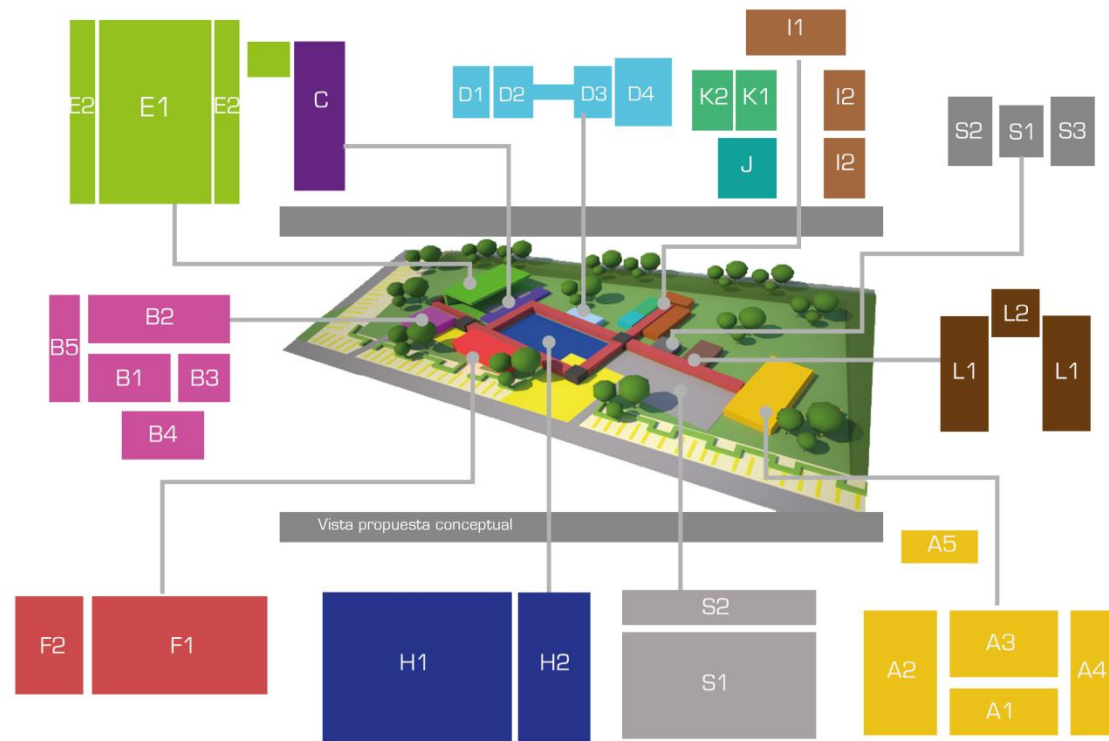 I1
E2
E1
E2
C
D1
D2
D3
D4
K2
K1
I2
S2
S1
S3
J
I2
B5
B2
B1
B3
B4
L2
L1
L1
Vista propuesta conceptual
A5
F2
F1
H1
H2
S2
S1
A2
A3
A4
A1